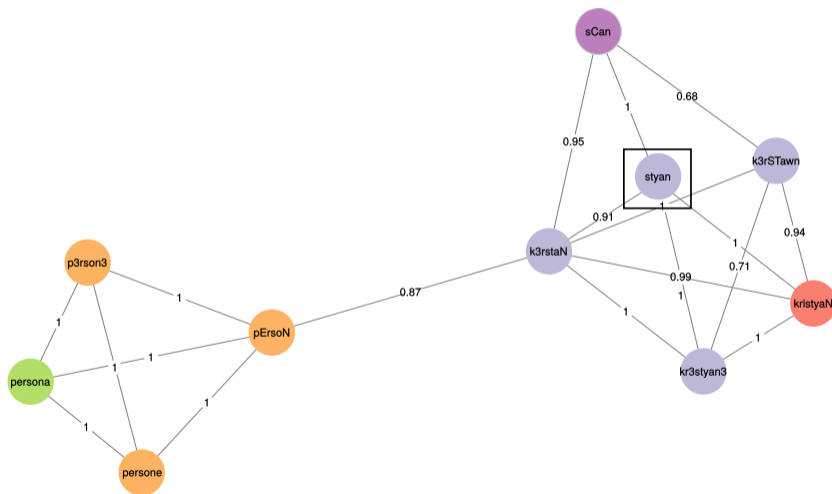 sCan
0.68
1
0.95
k3rSTawn
styan
1
0.91
0.94
1
k3rstaN
0.71
p3rson3
0.99
0.87
1
1
krIstyaN
1
1
pErsoN
1
1
1
kr3styan3
persona
1
1
1
persone